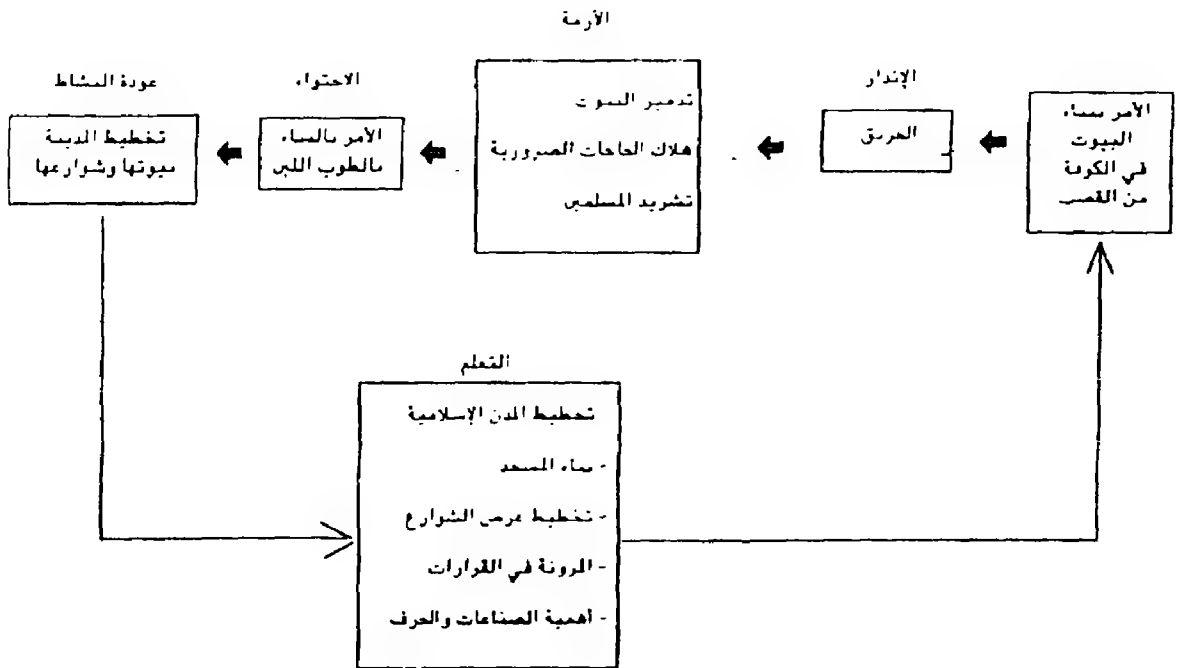 الأزمة
الإنذار
الاحتواء
عودة النشاط
الأمر ببناء
البيوت
في الكوفة
من القصب
الحريق
تدمير البيوت
هلاك الحاجات الضرورية
تشريد المسلمين
الأمر بالبناء
بالطوب اللبن
تخطيط المدينة
بيوتها وشوارعها
التعلم
تخطيط المدن الإسلامية
- بناء المسجد
- تخطيط عرض الشوارع
- المرونة في القرارات
- أهمية الصناعات والحرف